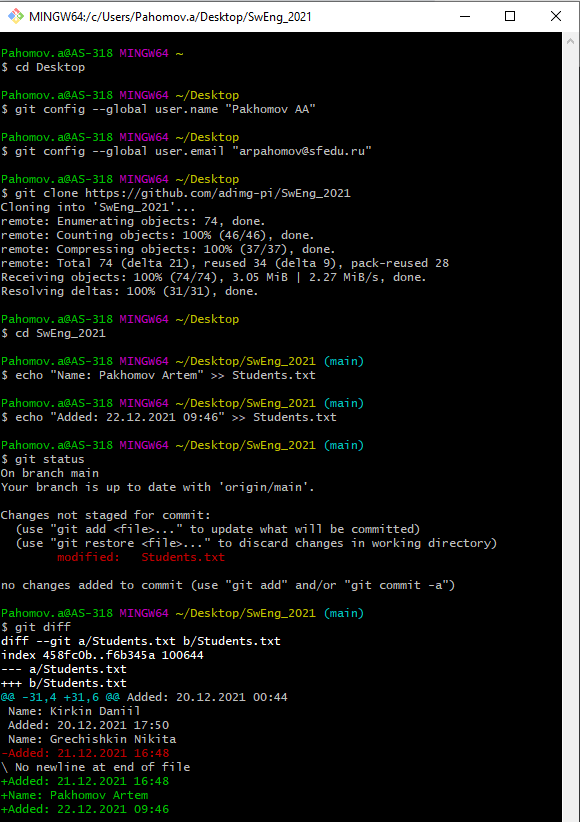 MINGW64:/c/Users/Pahomov.a/Desktop/SwEng_2021
Pahomov.a@AS-318 MINGW64 ~
$ cd Desktop
Pahomov.a@AS-318 MINGW64 ~/Desktop
$ git config --global user.name "Pakhomov AA"
Pahomov.a@AS-318 MINGW64 ~/Desktop
$ git config --global user.email "arpahomov@sfedu.ru"
Pahomov.a@AS-318 MINGW64 ~/Desktop
$ git clone https://github.com/adimg-pi/SwEng_2021
Cloning into 'SwEng_2021'...
remote: Enumerating objects: 74, done.
remote: Counting objects: 100% (46/46), done.
remote: Compressing objects: 100% (37/37), done.
remote: Total 74 (delta 21), reused 34 (delta 9), pack-reused 28
Receiving objects: 100% (74/74), 3.05 MiB | 2.27 MiB/s, done.
Resolving deltas: 100% (31/31), done.
Pahomov.a@AS-318 MINGW64 ~/Desktop
$ cd SwEng_2021
Pahomov.a@AS-318 MINGW64 ~/Desktop/SwEng_2021 (main)
$ echo "Name: Pakhomov Artem" >> Students.txt
Pahomov.a@AS-318 MINGW64 ~/Desktop/SwEng_2021 (main)
$ echo "Added: 22.12.2021 09:46" >> Students.txt
Pahomov.a@AS-318 MINGW64 ~/Desktop/SwEng_2021 (main)
$ git status
On branch main
Your branch is up to date with 'origin/main'.
Changes not staged for commit:
  (use "git add <file>..." to update what will be committed)
  (use "git restore <file>..." to discard changes in working directory)
        modified:   Students.txt
no changes added to commit (use "git add" and/or "git commit -a")
Pahomov.a@AS-318 MINGW64 ~/Desktop/SwEng_2021 (main)
$ git diff
diff --git a/Students.txt b/Students.txt
index 458fc0b..f6b345a 100644
--- a/Students.txt
+++ b/Students.txt
@@ -31,4 +31,6 @@ Added: 20.12.2021 00:44
 Name: Kirkin Daniil
 Added: 20.12.2021 17:50
 Name: Grechishkin Nikita
-Added: 21.12.2021 16:48
\ No newline at end of file
+Added: 21.12.2021 16:48
+Name: Pakhomov Artem
+Added: 22.12.2021 09:46